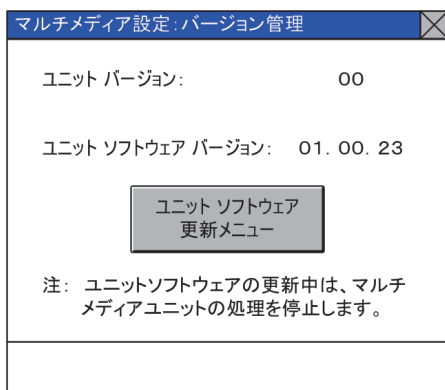 マルチメディア設定:バージョン管理
ユニット バージョン: 00
ユニット ソフトウェア バージョン: 01. 00. 23
ユニット ソフトウェア
更新メニュー
注: ユニットソフトウェアの更新中は、マルチ
メディアユニットの処理を停止します。